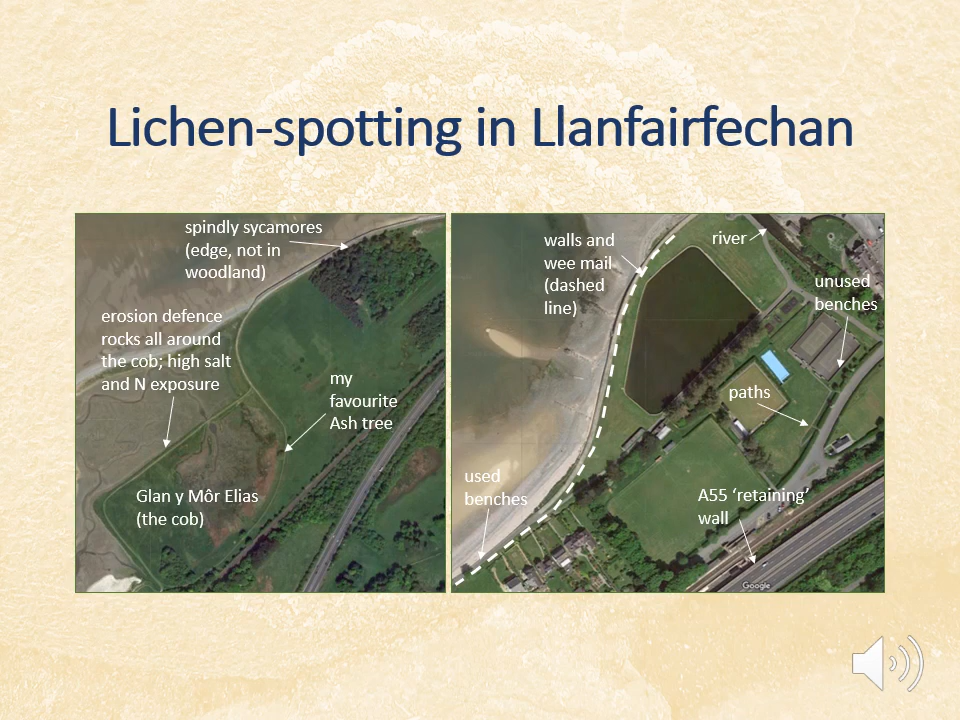 Lichen-spotting in Llanfairfechan
spindly sycamores
(edge, not in
woodland)
erosion defence
rocks all around
the cob; high salt
and N exposure
my
favourite
Ash tree
Glan y Môr Elias
(the cob)
walls and
wee mail
(dashed
line)
river
unused
benches
paths
used
benches
A55 ‘retaining’
wall
Google